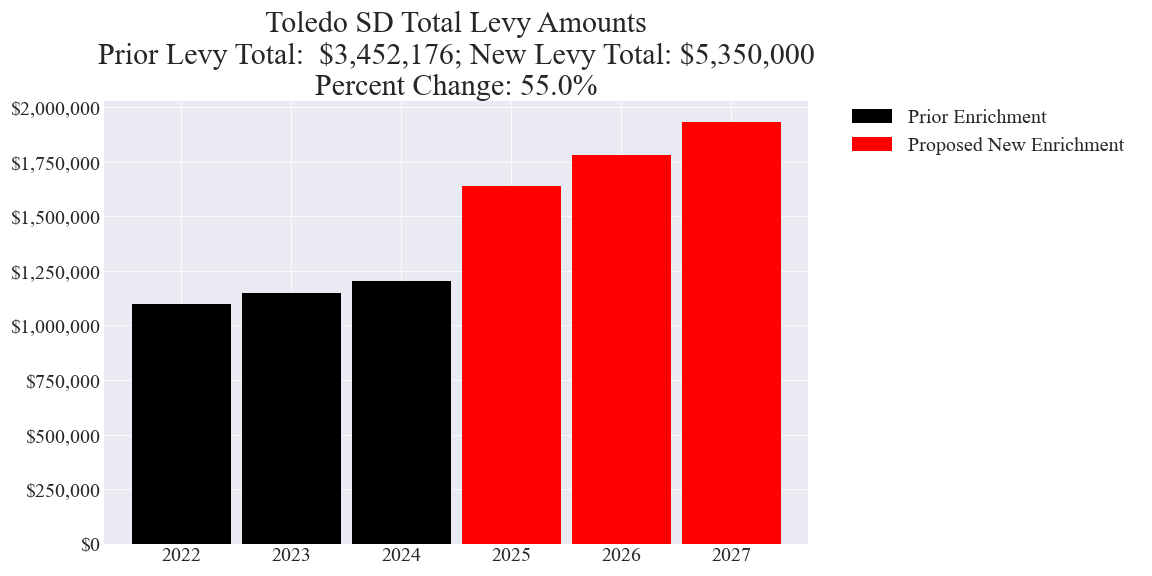 Toledo SD Total Levy Amounts
Prior Levy Total:  $3,452,176; New Levy Total: $5,350,000
Percent Change: 55.0%
$2,000,000
$1,750,000
$1,500,000
$1,250,000
$1,000,000
$750,000
$500,000
$250,000
$0
2022 2023 2024 2025 2026 2027
Prior Enrichment
Proposed New Enrichment